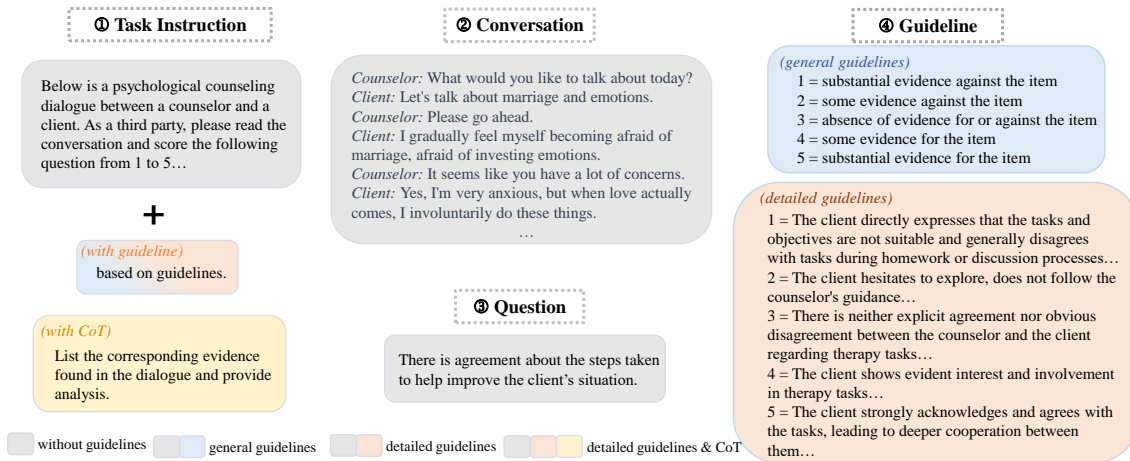 ① Task Instruction
Below is a psychological counseling
dialogue between a counselor and a
client. As a third party, please read the
conversation and score the following
question from 1 to 5…
+
(with guideline)
based on guidelines.
(with CoT)
List the corresponding evidence
found in the dialogue and provide
analysis.
② Conversation
Counselor: What would you like to talk about today?
Client: Let's talk about marriage and emotions.
Counselor: Please go ahead.
Client: I gradually feel myself becoming afraid of
marriage, afraid of investing emotions.
Counselor: It seems like you have a lot of concerns.
Client: Yes, I'm very anxious, but when love actually
comes, I involuntarily do these things.
…
③ Question
There is agreement about the steps taken
to help improve the client’s situation.
④ Guideline
(general guidelines)
1 = substantial evidence against the item
2 = some evidence against the item
3 = absence of evidence for or against the item
4 = some evidence for the item
5 = substantial evidence for the item
(detailed guidelines)
1 = The client directly expresses that the tasks and
objectives are not suitable and generally disagrees
with tasks during homework or discussion processes…
2 = The client hesitates to explore, does not follow the
counselor's guidance…
3 = There is neither explicit agreement nor obvious
disagreement between the counselor and the client
regarding therapy tasks…
4 = The client shows evident interest and involvement
in therapy tasks…
5 = The client strongly acknowledges and agrees with
the tasks, leading to deeper cooperation between
them…
without guidelines
general guidelines
detailed guidelines
detailed guidelines & CoT